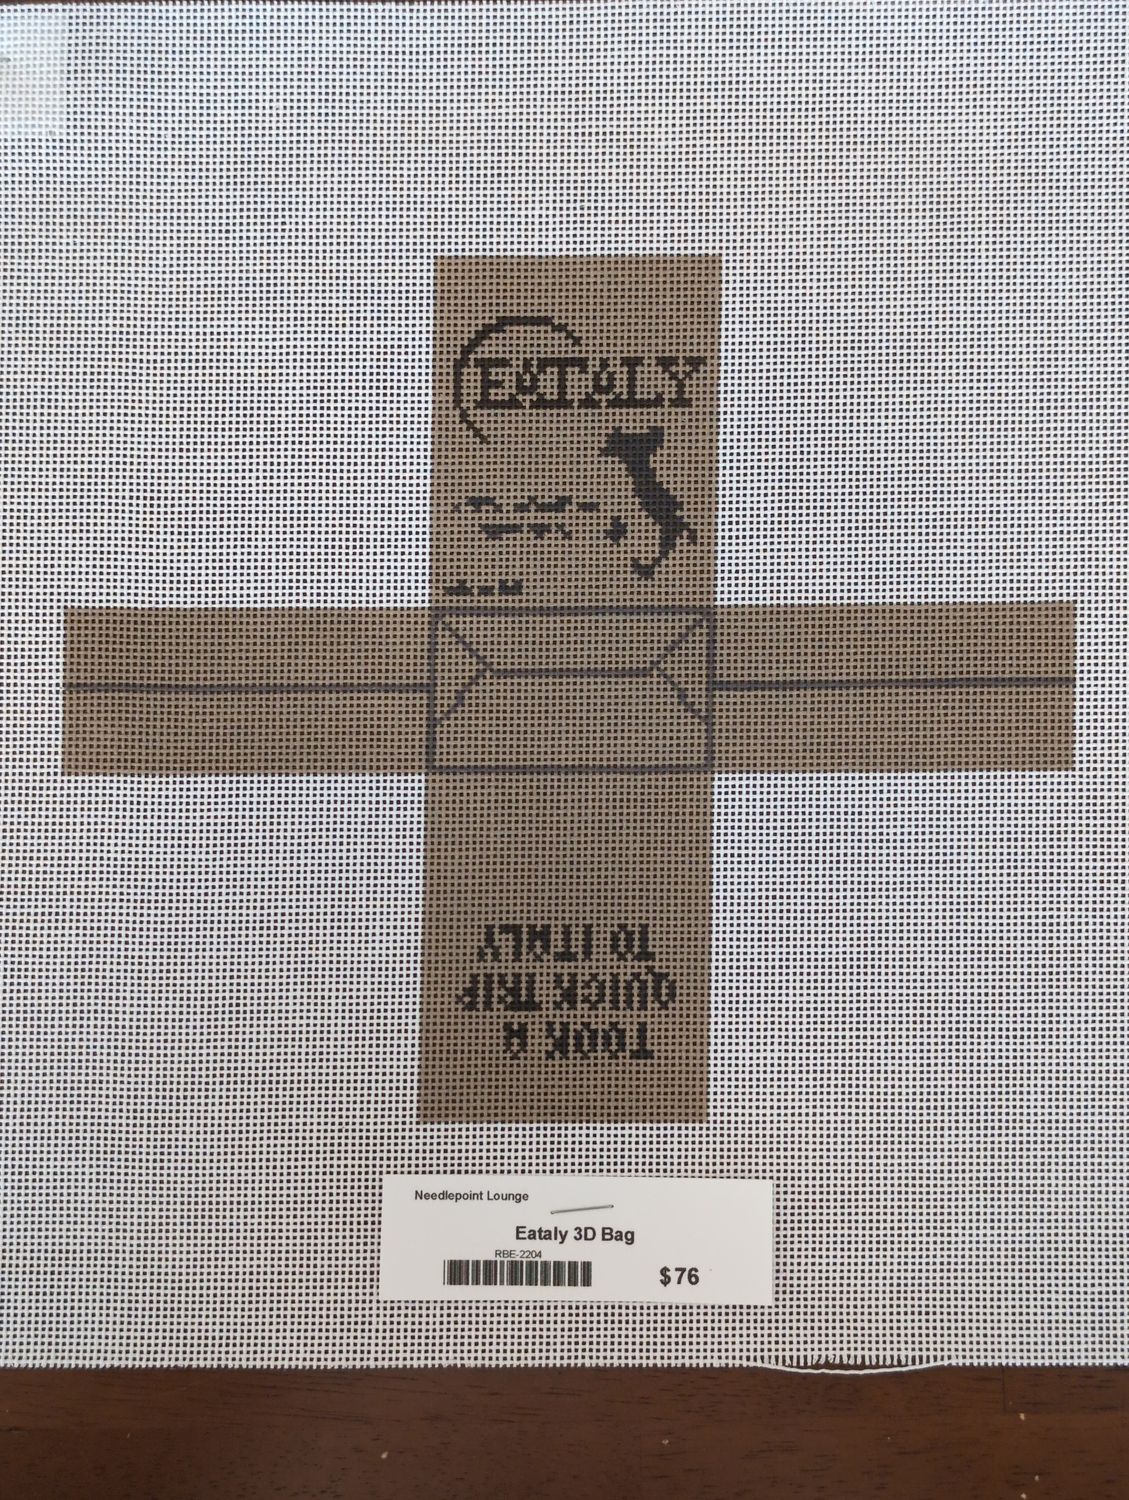 EATALY
TOOK A
QUICK TRIP
TO ITALY
Needlepoint Lounge
Eataly 3D Bag
RBE-2204
$76